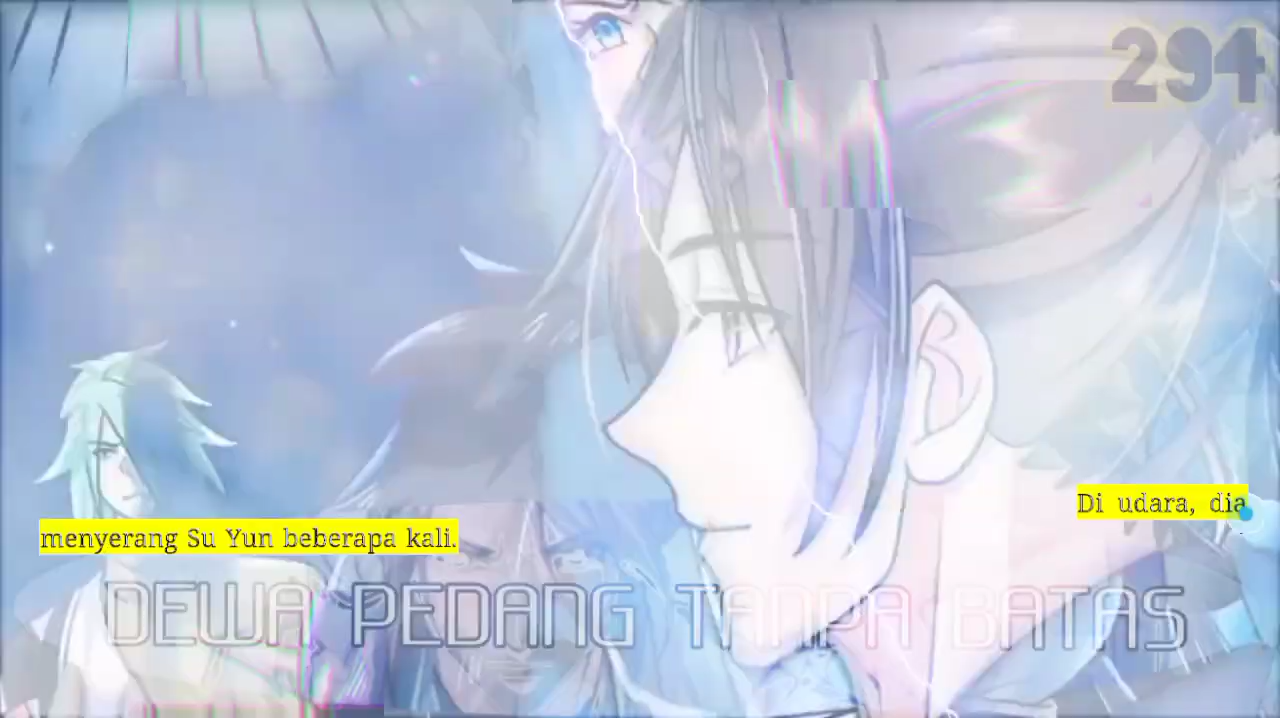 294
Di udara, dia
menyerang Su Yun beberapa kali.
DEWA PEDANG TANPA BATAS